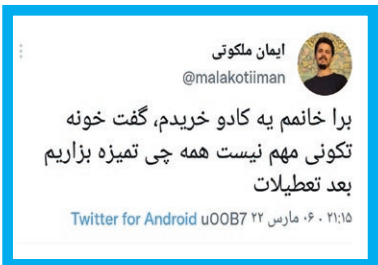 ایمان ملکوتی
@malakotiiman
برا خانمم یه کادو خریدم، گفت خونه
تکونی مهم نیست همه چی تمیزه بزاریم
بعد تعطیلات
۲۱:۱۵ ۰ ۰۶ مارس ۲۲ Twitter for Android u00B7